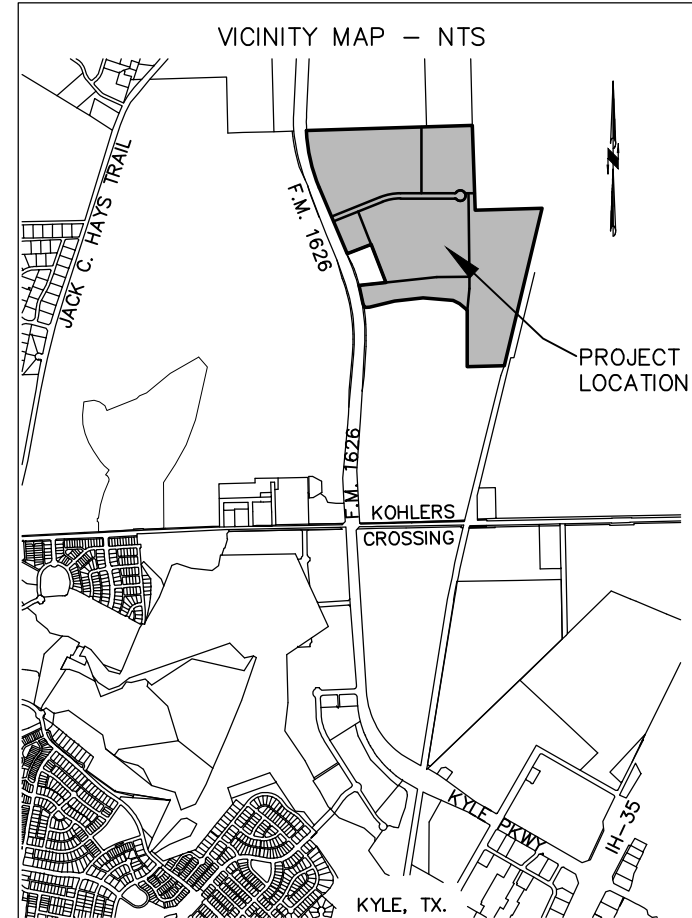 VICINITY MAP – NTS
JACK C. HAYS TRAIL
F.M. 1626
PROJECT
LOCATION
F.M. 1626
KOHLERS
CROSSING
KYLE PKWY
IH-35
KYLE, TX.